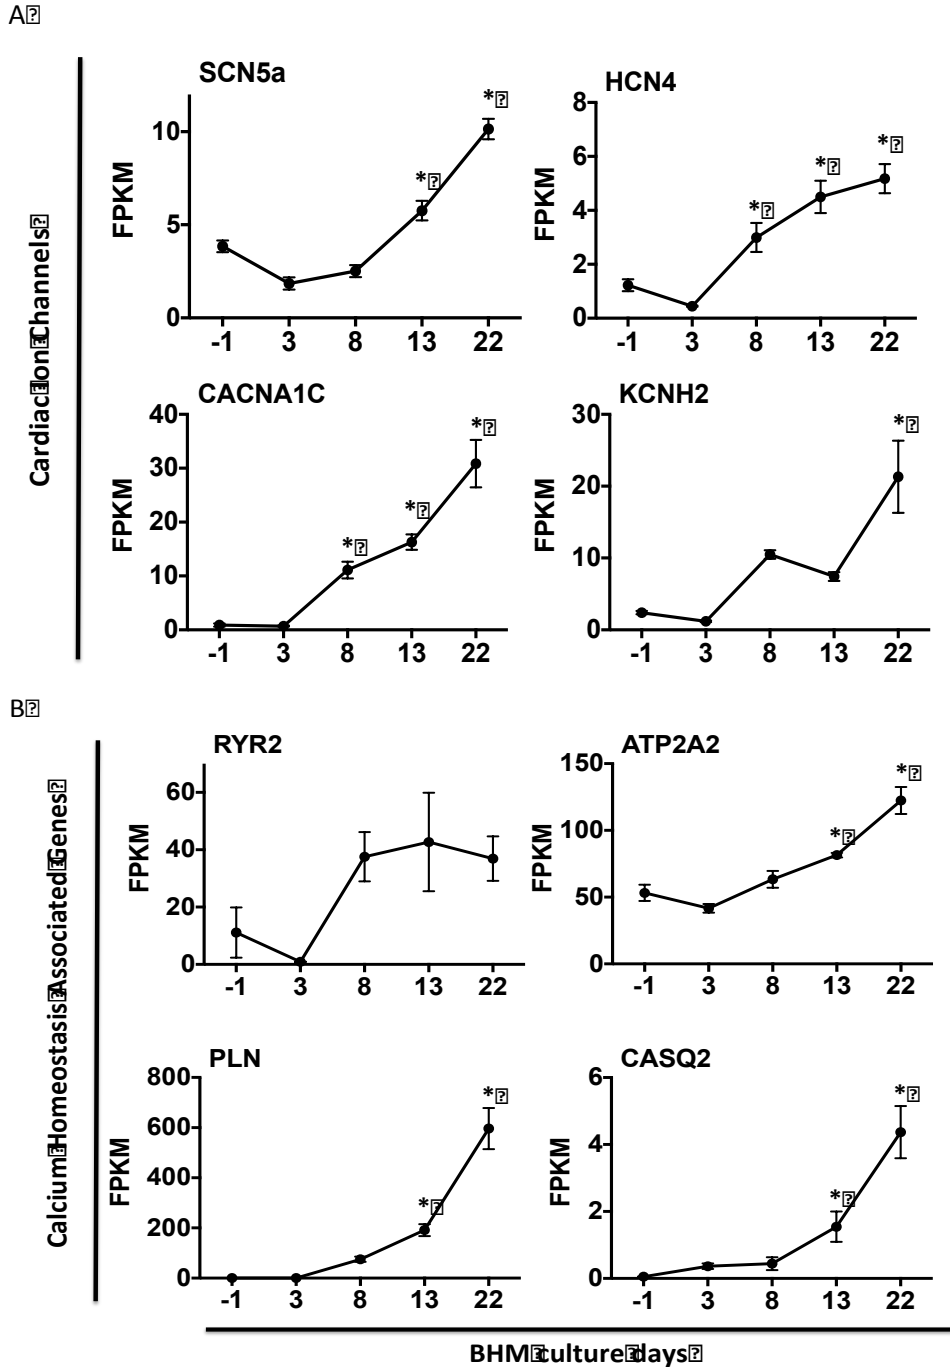 A⍰
Cardiac⍰Ion⍰Channels⍰
SCN5a
FPKM
10
5
0
-1 3 8 13 22
*⍰ *⍰
HCN4
FPKM
8
6
4
2
0
-1 3 8 13 22
*⍰ *⍰ *⍰
CACNA1C
FPKM
40
30
20
10
0
-1 3 8 13 22
*⍰ *⍰ *⍰
KCNH2
FPKM
30
20
10
0
-1 3 8 13 22
*⍰
B⍰
Calcium⍰Homeostasis⍰Associated⍰Genes⍰
RYR2
FPKM
60
40
20
0
-1 3 8 13 22
ATP2A2
FPKM
150
100
50
0
-1 3 8 13 22
*⍰ *⍰
PLN
FPKM
800
600
400
200
0
-1 3 8 13 22
*⍰ *⍰
CASQ2
FPKM
6
4
2
0
-1 3 8 13 22
*⍰ *⍰
BHM⍰culture⍰days⍰